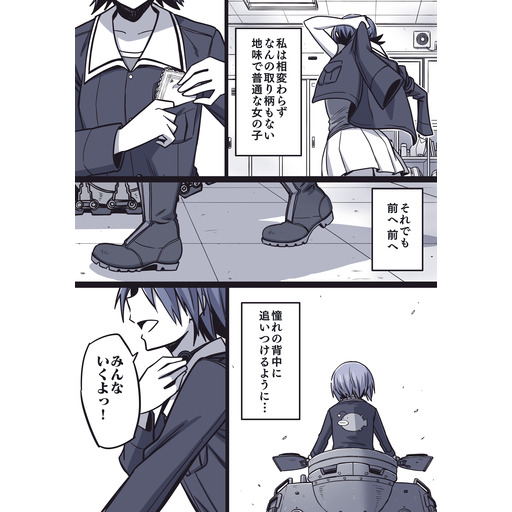 私は相変わらず
なんの取り柄もない
地味で普通な女の子
それでも
前へ 前へ
憧れの背中に
追いつけるように…
みんな
いくよっ!